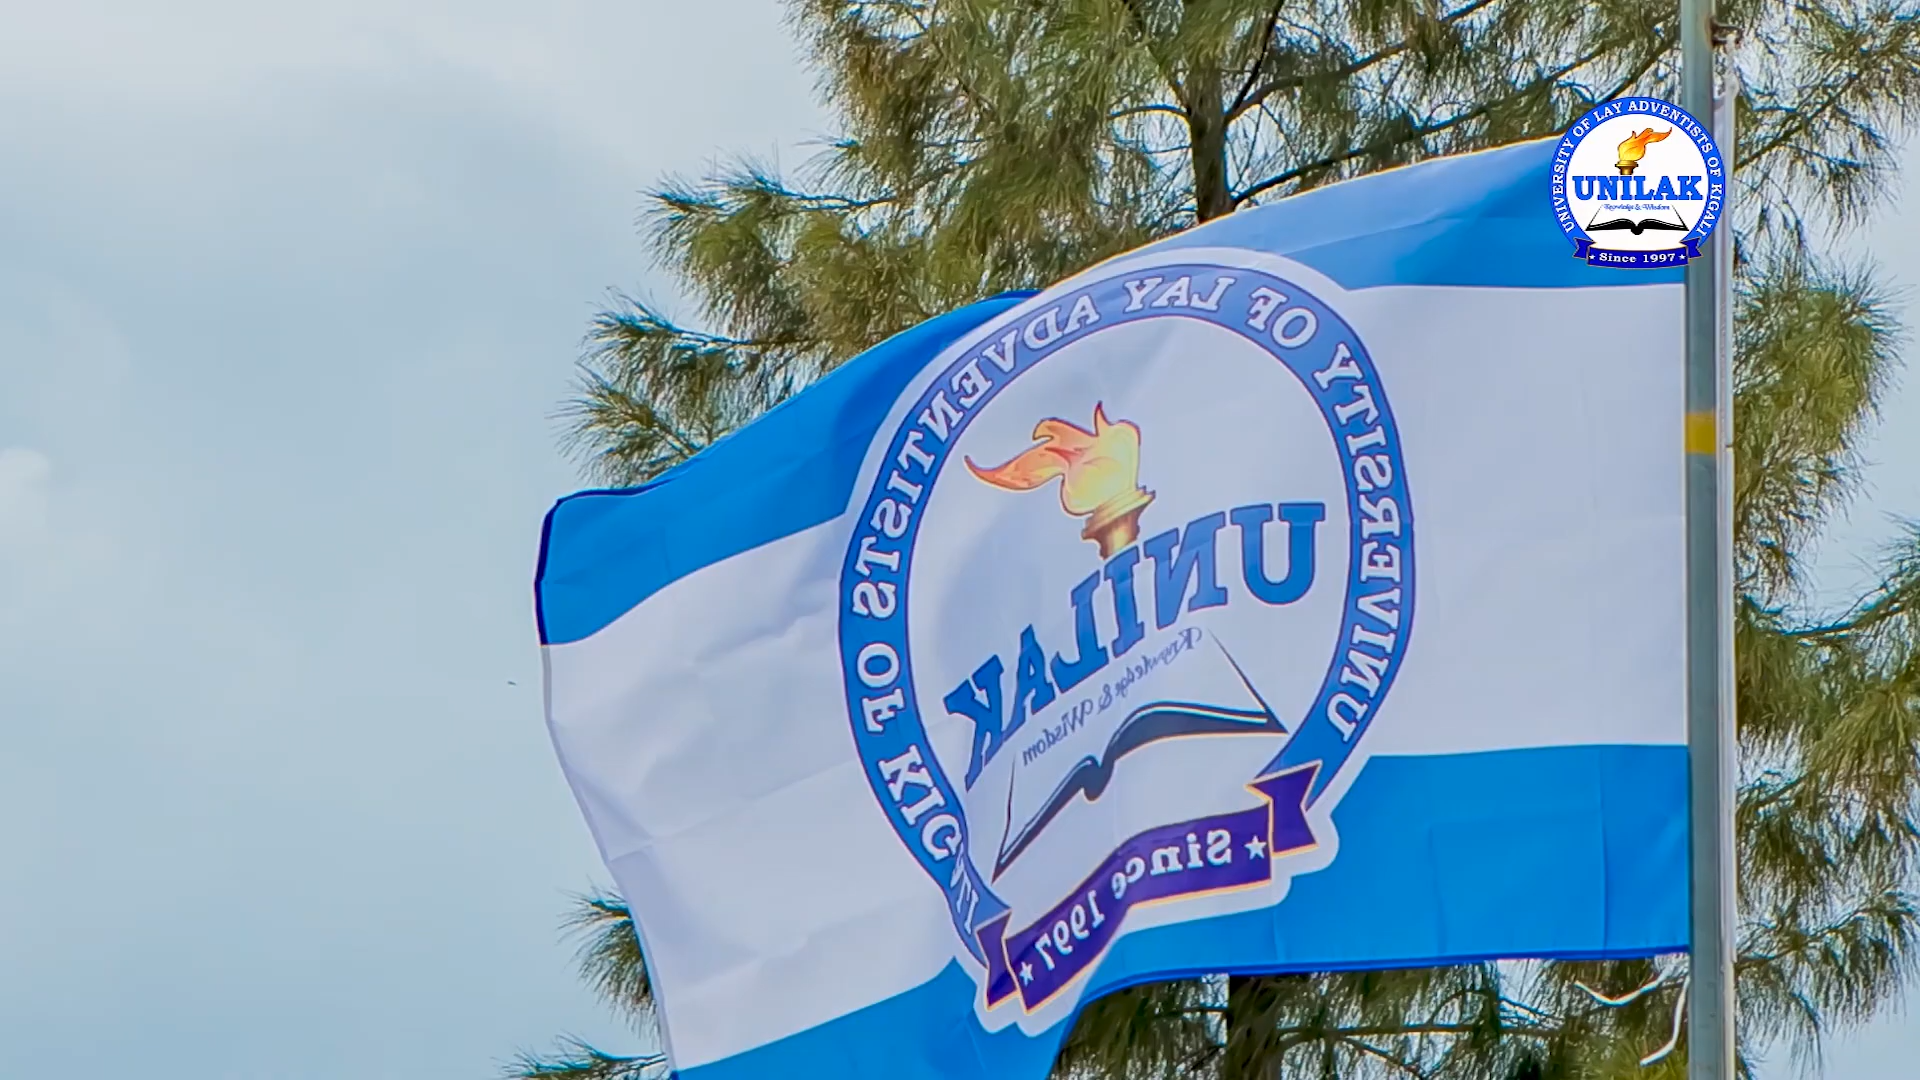 UNIVERSITY OF LAY ADVENTISTS OF KIGALI
UNILAK
Knowledge & Wisdom
Since 1997
UNIVERSITY OF LAY ADVENTISTS OF KIGALI
UNILAK
Knowledge & Wisdom
Since 1997